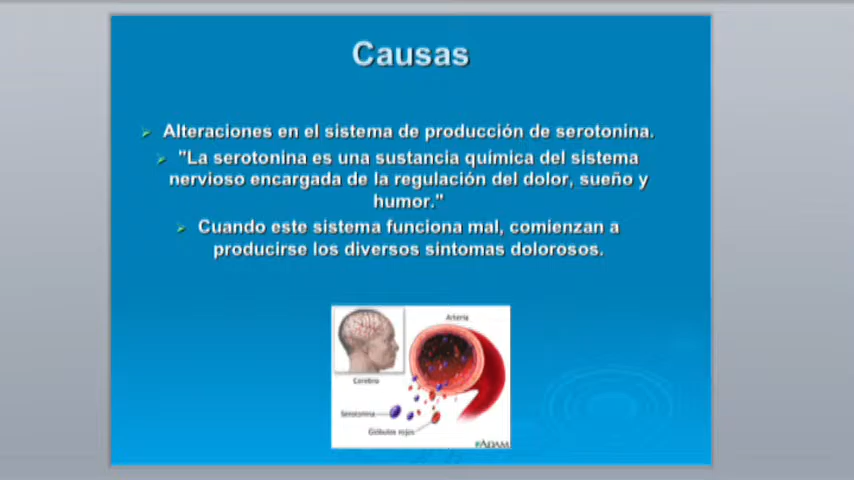 Causas
Alteraciones en el sistema de producción de serotonina.
"La serotonina es una sustancia química del sistema
nervioso encargada de la regulación del dolor, sueño y
humor."
Cuando este sistema funciona mal, comienzan a
producirse los diversos síntomas dolorosos.
Arteria
Cerebro
Serotonina
Glóbulos rojos
ADAM